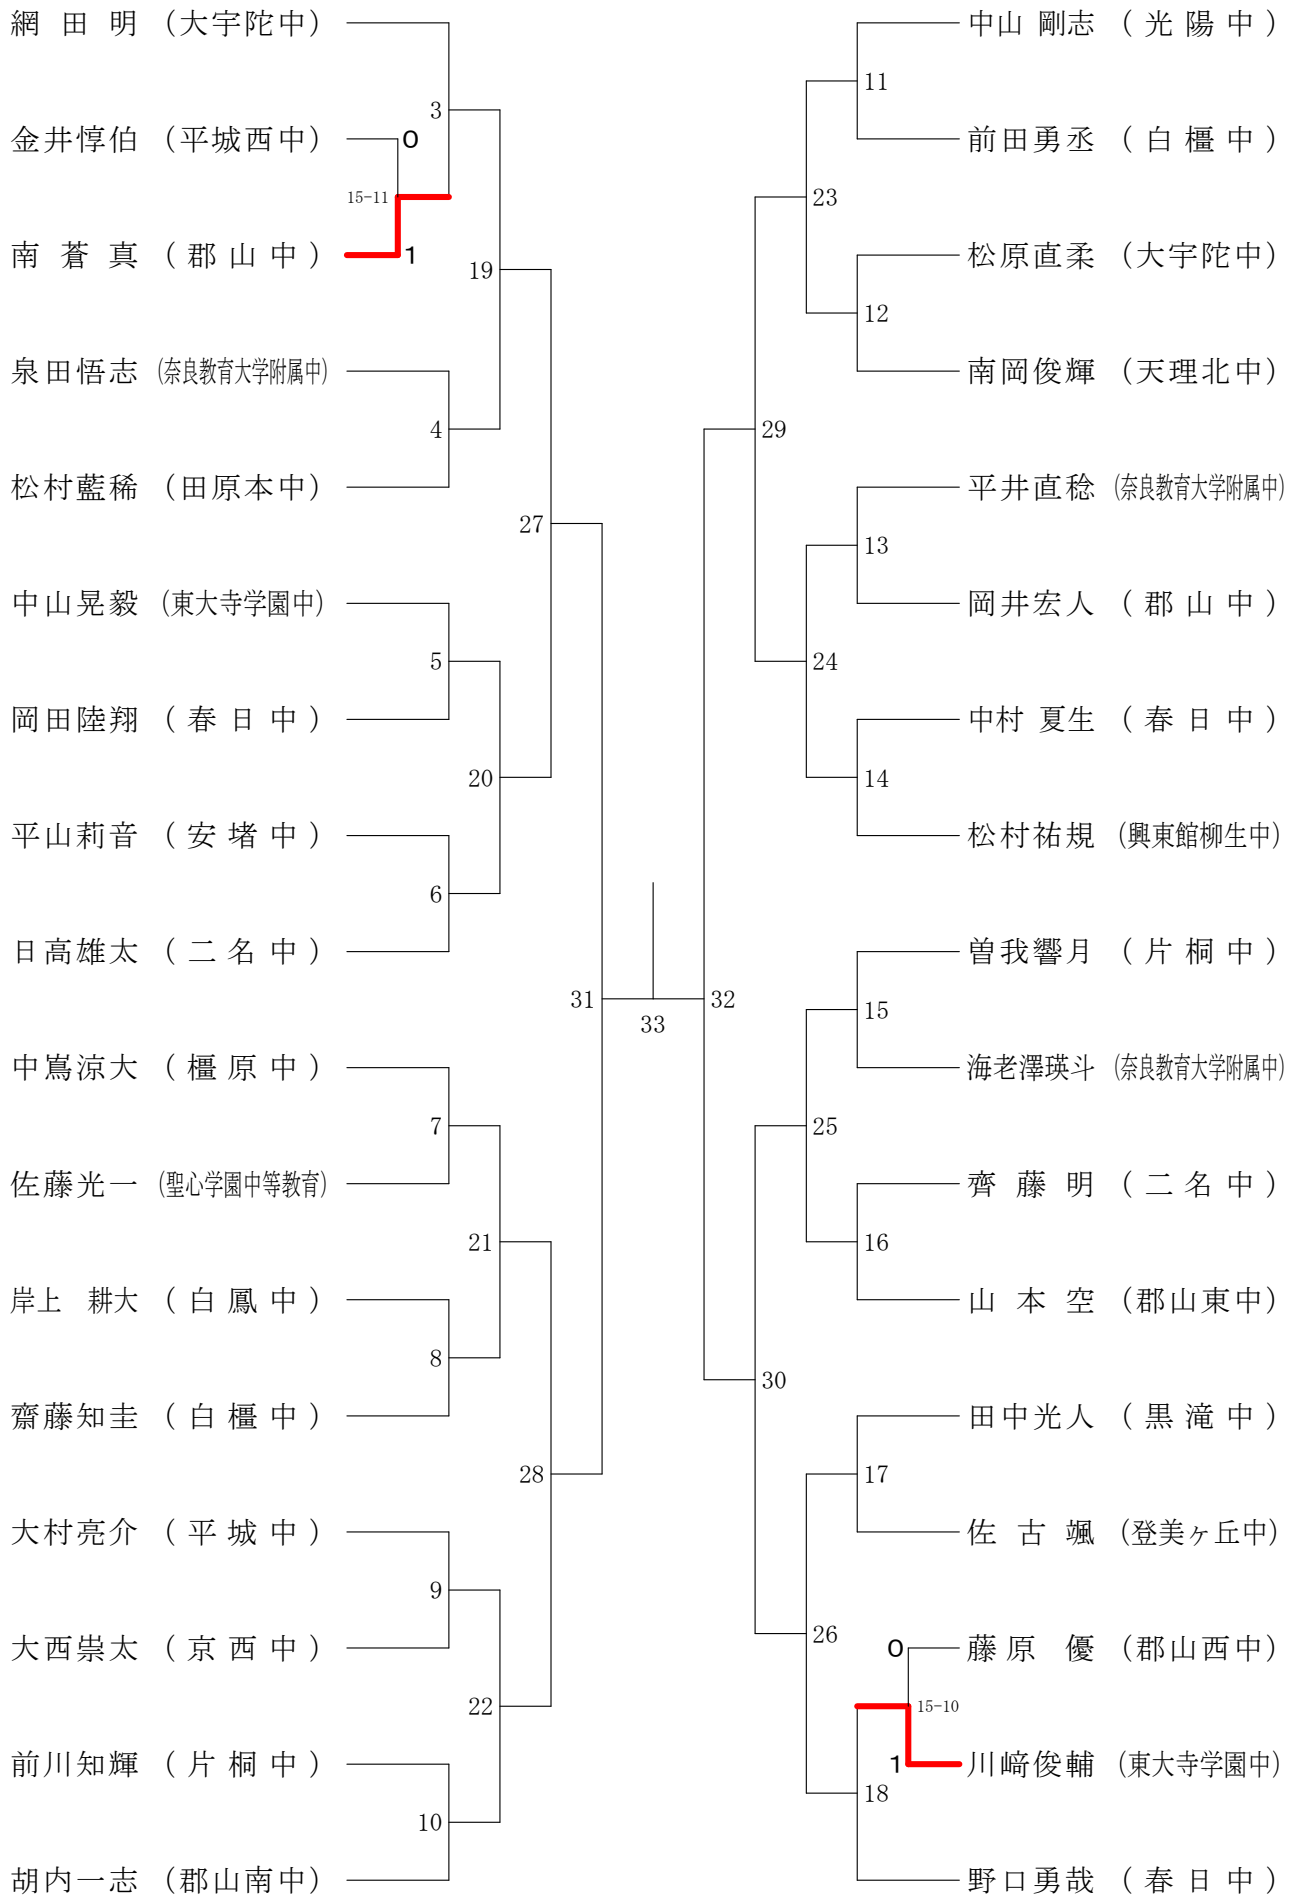 網田明 (大宇陀中)
3
金井惇伯 (平城西中)
0
15-11
南蒼真 (郡山中)
1
19
泉田悟志 (奈良教育大学附属中)
4
松村藍稀 (田原本中)
27
中山晃毅 (東大寺学園中)
5
岡田陸翔 (春日中)
20
平山莉音 (安堵中)
6
日高雄太 (二名中)
31
33
中嶌涼大 (橿原中)
7
佐藤光一 (聖心学園中等教育)
21
岸上 耕大 (白鳳中)
8
齋藤知圭 (白橿中)
28
大村亮介 (平城中)
9
大西崇太 (京西中)
22
前川知輝 (片桐中)
10
胡内一志 (郡山南中)
中山 剛志 (光陽中)
11
前田勇丞 (白橿中)
23
松原直柔 (大宇陀中)
12
南岡俊輝 (天理北中)
29
平井直稔 (奈良教育大学附属中)
13
岡井宏人 (郡山中)
24
中村 夏生 (春日中)
14
松村祐規 (興東館柳生中)
曽我響月 (片桐中)
32
15
海老澤瑛斗 (奈良教育大学附属中)
25
齊藤明 (二名中)
16
山本空 (郡山東中)
30
田中光人 (黒滝中)
17
佐古颯 (登美ヶ丘中)
26
0
藤原優 (郡山西中)
15-10
1
川﨑俊輔 (東大寺学園中)
18
野口勇哉 (春日中)